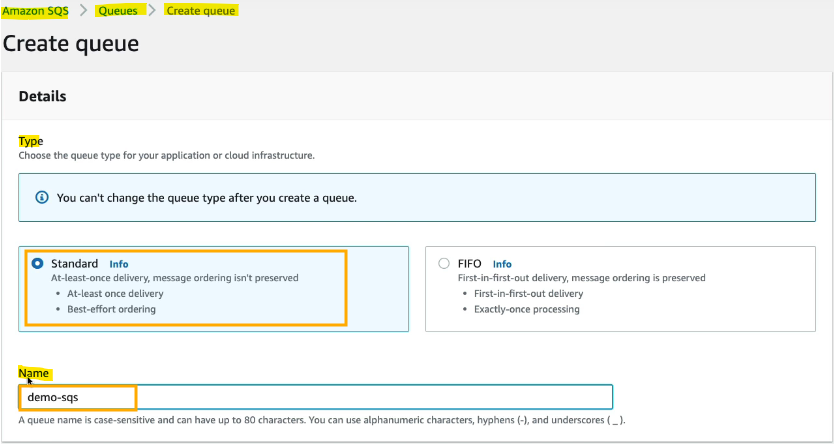 Amazon SQS > Queues > Create queue
Create queue
Details
Type
Choose the queue type for your application or cloud infrastructure.
You can't change the queue type after you create a queue.
Standard Info
At-least-once delivery, message ordering isn't preserved
• At-least once delivery
• Best-effort ordering
FIFO Info
First-in-first-out delivery, message ordering is preserved
• First-in-first-out delivery
• Exactly-once processing
Name
demo-sqs
A queue name is case-sensitive and can have up to 80 characters. You can use alphanumeric characters, hyphens (-), and underscores ( _ ).